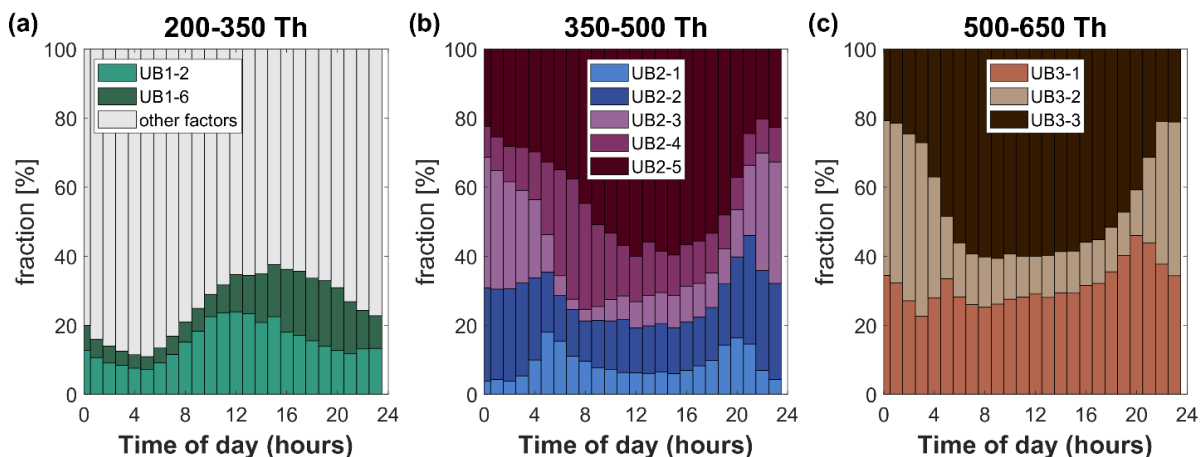 (a)
200-350 Th
fraction [%]
100
80
60
40
20
0
UB1-2
UB1-6
other factors
0 4 8 12 16 20 24
Time of day (hours)
(b)
350-500 Th
fraction [%]
100
80
60
40
20
0
UB2-1
UB2-2
UB2-3
UB2-4
UB2-5
0 4 8 12 16 20 24
Time of day (hours)
(c)
500-650 Th
fraction [%]
100
80
60
40
20
0
UB3-1
UB3-2
UB3-3
0 4 8 12 16 20 24
Time of day (hours)